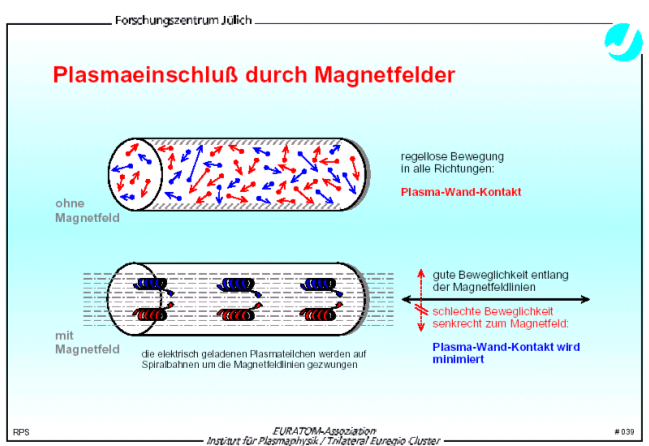 Forschungszentrum Jülich
Plasmaeinschluß durch Magnetfelder
regellose Bewegung
in alle Richtungen:
Plasma-Wand-Kontakt
ohne
Magnetfeld
gute Beweglichkeit entlang
der Magnetfeldlinien
schlechte Beweglichkeit
senkrecht zum Magnetfeld:
Plasma-Wand-Kontakt wird
minimiert
mit
Magnetfeld
die elektrisch geladenen Plasmateilchen werden auf
Spiralbahnen um die Magnetfeldlinien gezwungen
RPS
EURATOM-Assoziation
Institut für Plasmaphysik / Trilateral Euregio Cluster
# 039